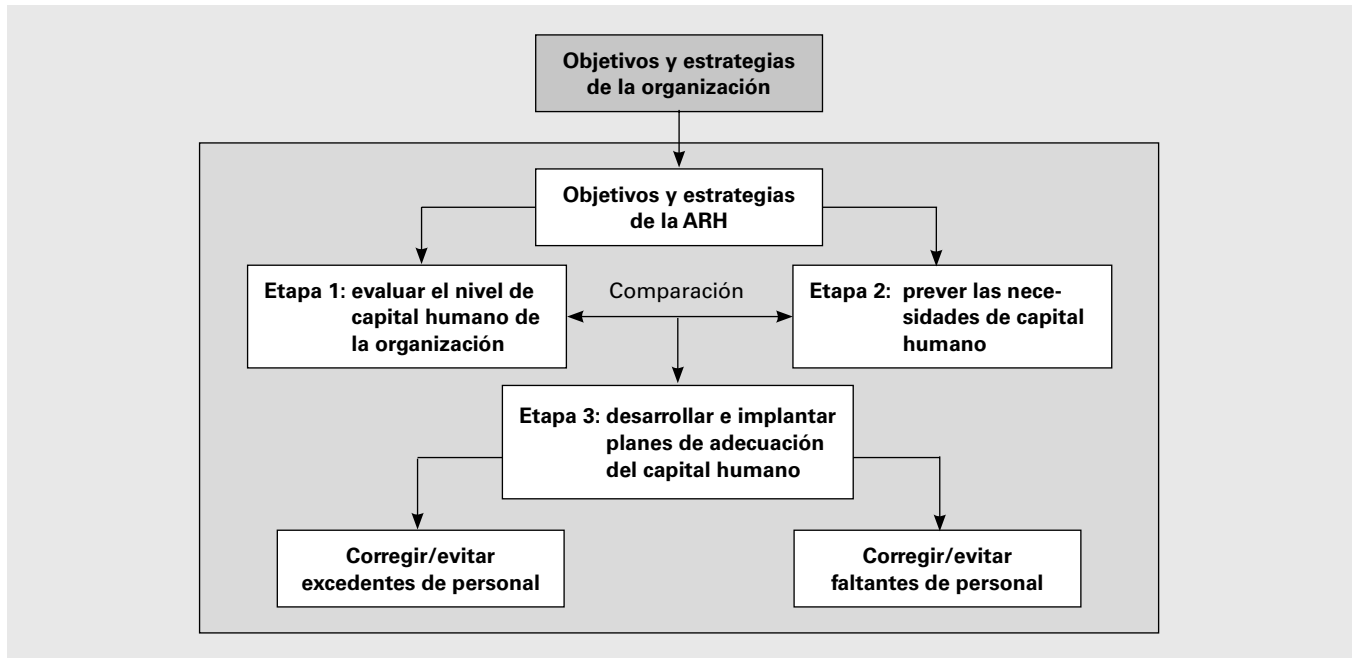 Objetivos y estrategias
de la organización
Objetivos y estrategias
de la ARH
Etapa 1: evaluar el nivel de
capital humano de
la organización
Comparación
Etapa 2: prever las nece-
sidades de capital
humano
Etapa 3: desarrollar e implantar
planes de adecuación
del capital humano
Corregir/evitar
excedentes de personal
Corregir/evitar
faltantes de personal